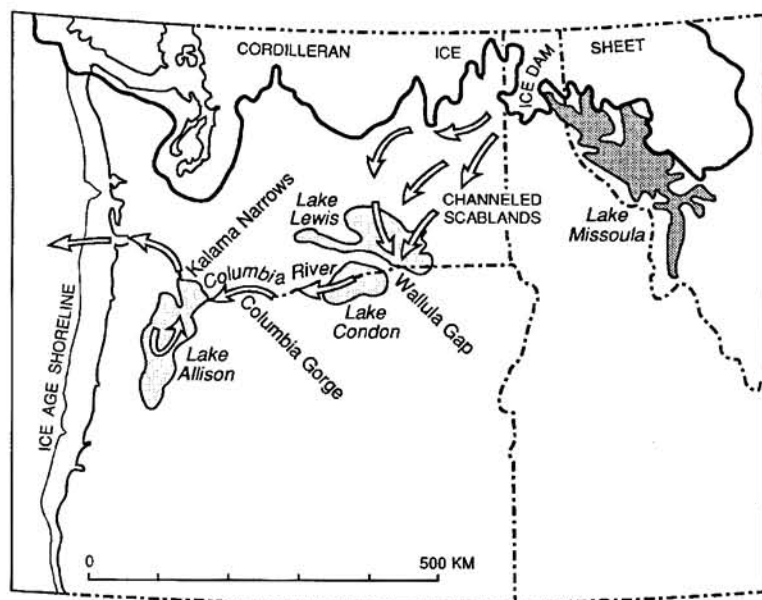 CORDILLERAN ICE SHEET
ICE DAM
Lake
Lewis
CHANNELED
SCABLANDS
Lake
Missoula
Kalama Narrows
Columbia River
Wallula Gap
Lake
Condon
Columbia Gorge
Lake
Allison
ICE AGE SHORELINE
0 500 KM